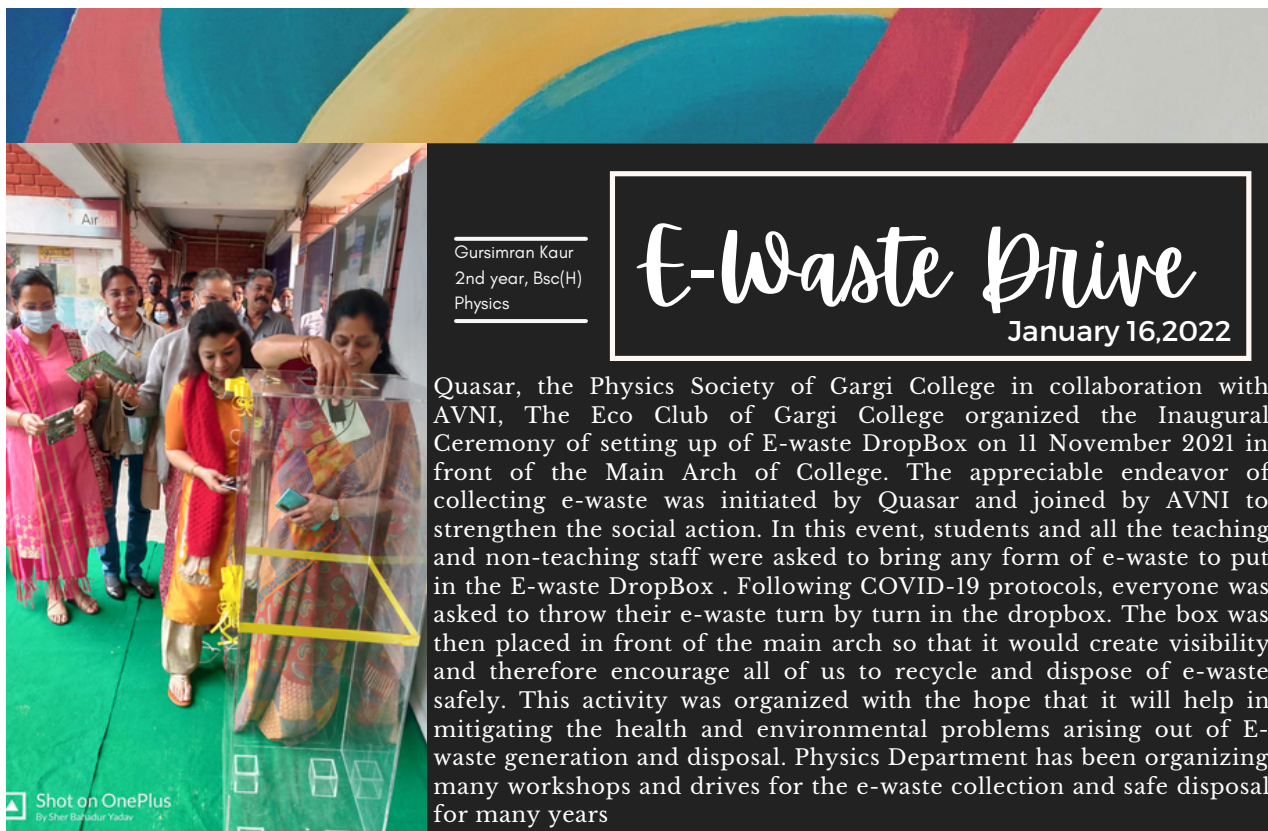 Air
Gursimran Kaur
2nd year, Bsc(H)
Physics
E-Waste Drive
January 16,2022
Quasar, the Physics Society of Gargi College in collaboration with
AVNI, The Eco Club of Gargi College organized the Inaugural
Ceremony of setting up of E-waste DropBox on 11 November 2021 in
front of the Main Arch of College. The appreciable endeavor of
collecting e-waste was initiated by Quasar and joined by AVNI to
strengthen the social action. In this event, students and all the teaching
and non-teaching staff were asked to bring any form of e-waste to put
in the E-waste DropBox . Following COVID-19 protocols, everyone was
asked to throw their e-waste turn by turn in the dropbox. The box was
then placed in front of the main arch so that it would create visibility
and therefore encourage all of us to recycle and dispose of e-waste
safely. This activity was organized with the hope that it will help in
mitigating the health and environmental problems arising out of E-
waste generation and disposal. Physics Department has been organizing
many workshops and drives for the e-waste collection and safe disposal
for many years
Shot on OnePlus
By Sher Bahadur Yadav